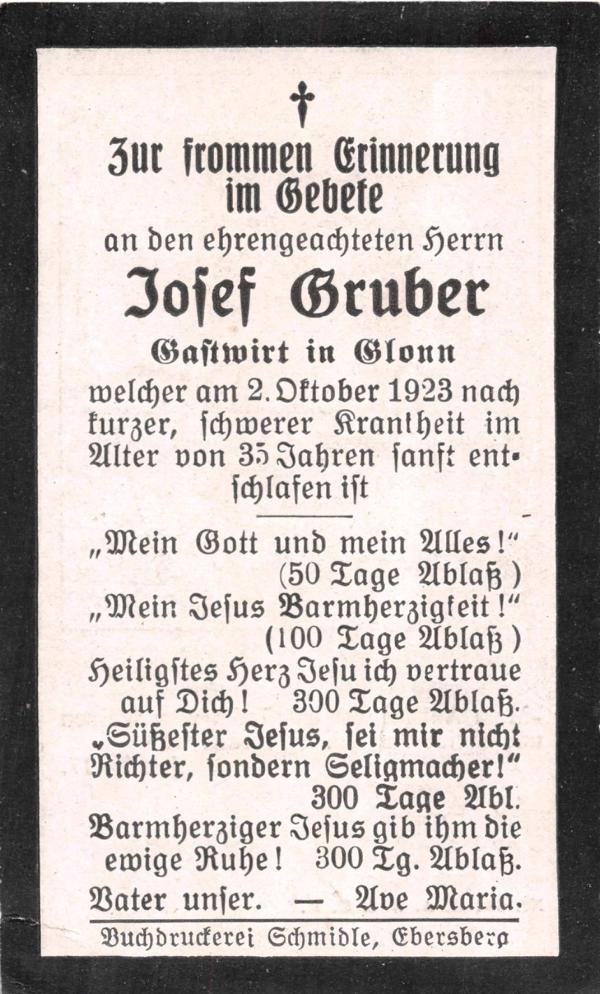 Zur frommen Erinnerung
im Gebete
an den ehrengeachteten Herrn
Josef Gruber
Gastwirt in Glonn
welcher am 2. Oktober 1923 nach
kurzer, schwerer Krankheit im
Alter von 35 Jahren sanft ent-
schlafen ist
„Mein Gott und mein Alles!“
(50 Tage Ablaß)
„Mein Jesus Barmherzigkeit!“
(100 Tage Ablaß)
Heiligstes Herz Jesu ich vertraue
auf Dich! 300 Tage Ablaß.
„Süßester Jesus, sei mir nicht
Richter, sondern Seligmacher!“
300 Tage Abl.
Barmherziger Jesus gib ihm die
ewige Ruhe! 300 Tg. Ablaß.
Vater unser. — Ave Maria.
Buchdruckerei Schmidle, Ebersberg